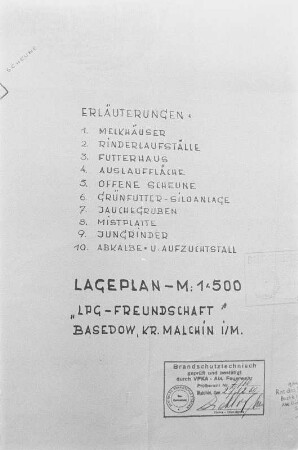 SCHEUNE
ERLÄUTERUNGEN:
1. MELKHÄUSER
2. RINDERLAUFSTÄLLE
3. FUTTERHAUS
4. AUSLAUFFLÄCHE
5. OFFENE SCHEUNE
6. GRÜNFUTTER-SILOANLAGE
7. JAUCHEGRUBEN
8. MISTPLATTE
9. JUNGRINDER
10. ABKALBE- U. AUFZUCHTSTALL
LAGEPLAN - M: 1:500
„LPG-FREUNDSCHAFT"
BASEDOW, KR. MALCHIN i/M.
Brandschutztechnisch
geprüft und bestätigt
durch VPKA - Abt. Feuerwehr